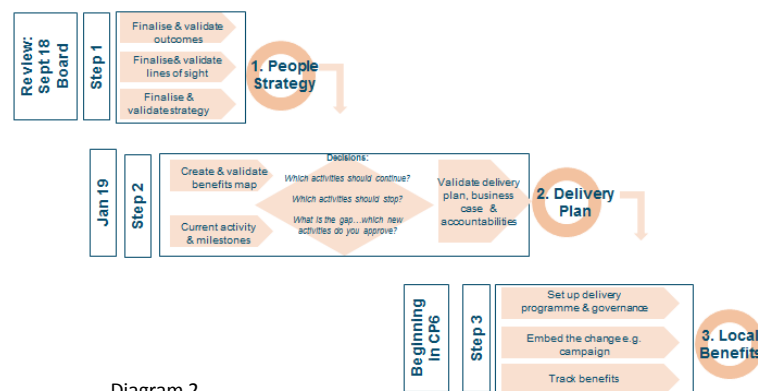 Review:
Sept 18
Board
Step 1
Finalise & validate
outcomes
Finalise& validate
lines of sight
Finalise &
validate strategy
1. People
Strategy
Jan 19
Step 2
Create & validate
benefits map
Current activity
& milestones
Decisions:
Which activities should continue?
Which activities should stop?
What is the gap…which new
activities do you approve?
Validate delivery
plan, business
case &
accountabilities
2. Delivery
Plan
Beginning
in CP6
Step 3
Set up delivery
programme & governance
Embed the change e.g.
campaign
Track benefits
3. Local
Benefits
Diagram 2